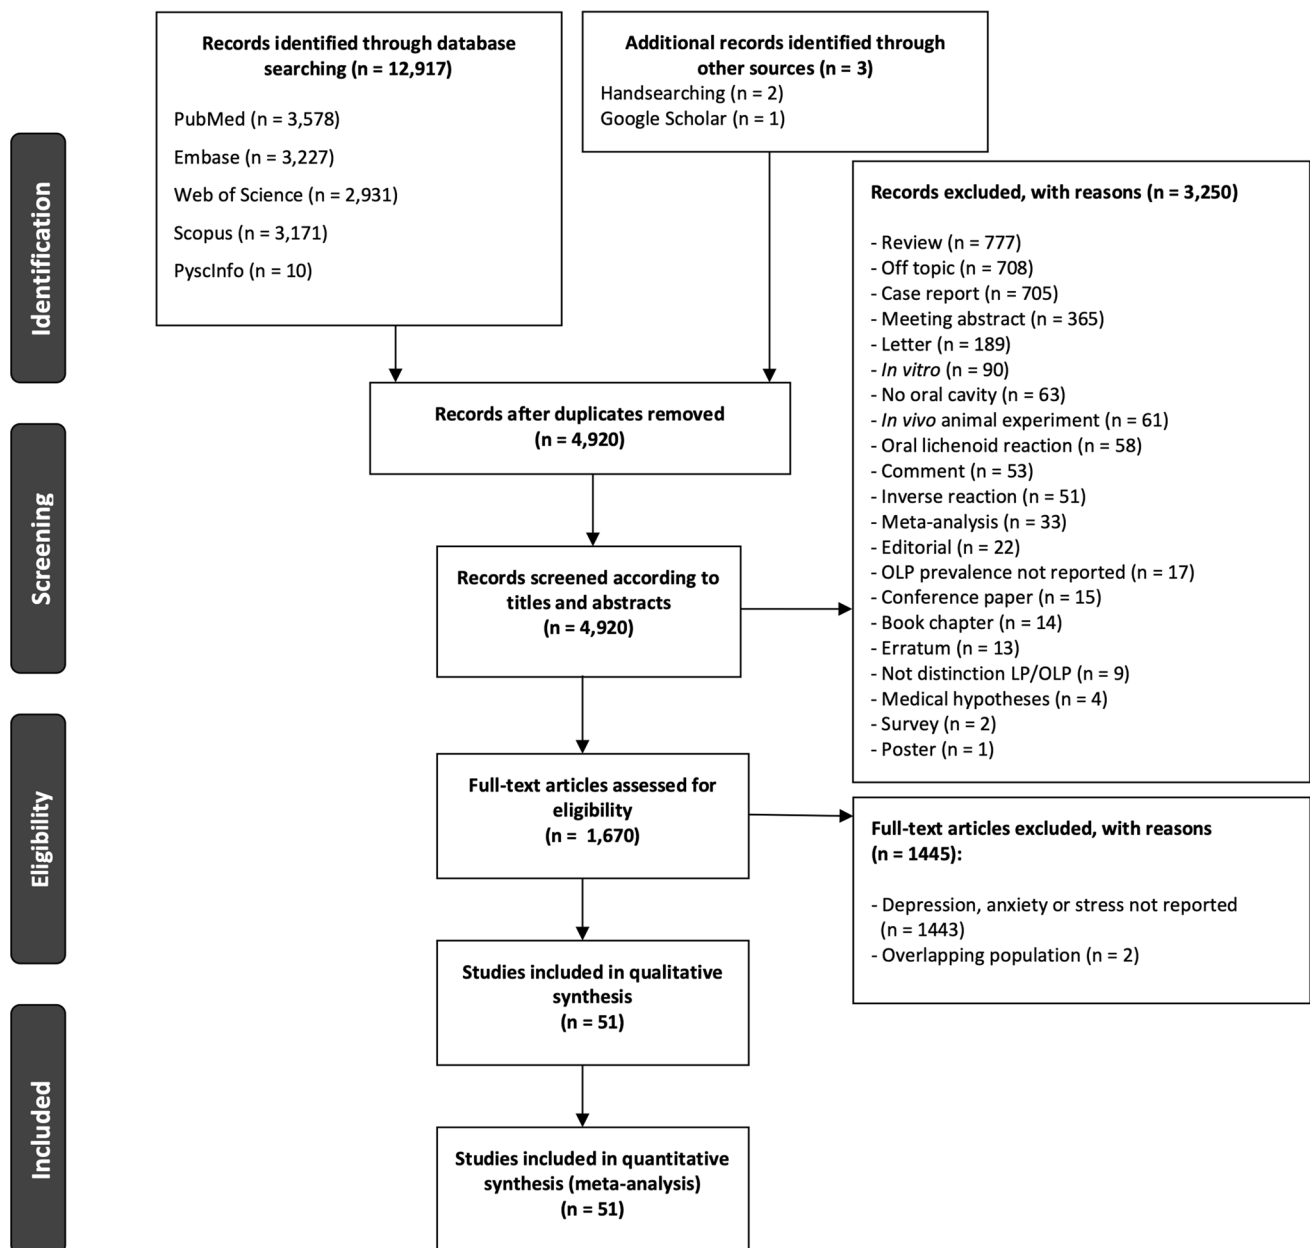 Records identified through database
searching (n = 12,917)
PubMed (n = 3,578)
Embase (n = 3,227)
Web of Science (n = 2,931)
Scopus (n = 3,171)
PyscInfo (n = 10)
Additional records identified through
other sources (n = 3)
Handsearching (n = 2)
Google Scholar (n = 1)
Identification
Records after duplicates removed
(n = 4,920)
Screening
Records screened according to
titles and abstracts
(n = 4,920)
Records excluded, with reasons (n = 3,250)
- Review (n = 777)
- Off topic (n = 708)
- Case report (n = 705)
- Meeting abstract (n = 365)
- Letter (n = 189)
- In vitro (n = 90)
- No oral cavity (n = 63)
- In vivo animal experiment (n = 61)
- Oral lichenoid reaction (n = 58)
- Comment (n = 53)
- Inverse reaction (n = 51)
- Meta-analysis (n = 33)
- Editorial (n = 22)
- OLP prevalence not reported (n = 17)
- Conference paper (n = 15)
- Book chapter (n = 14)
- Erratum (n = 13)
- Not distinction LP/OLP (n = 9)
- Medical hypotheses (n = 4)
- Survey (n = 2)
- Poster (n = 1)
Eligibility
Full-text articles assessed for
eligibility
(n =  1,670)
Full-text articles excluded, with reasons
(n = 1445):
- Depression, anxiety or stress not reported
(n = 1443)
- Overlapping population (n = 2)
Studies included in qualitative
synthesis
(n = 51)
Included
Studies included in quantitative
synthesis (meta-analysis)
(n = 51)